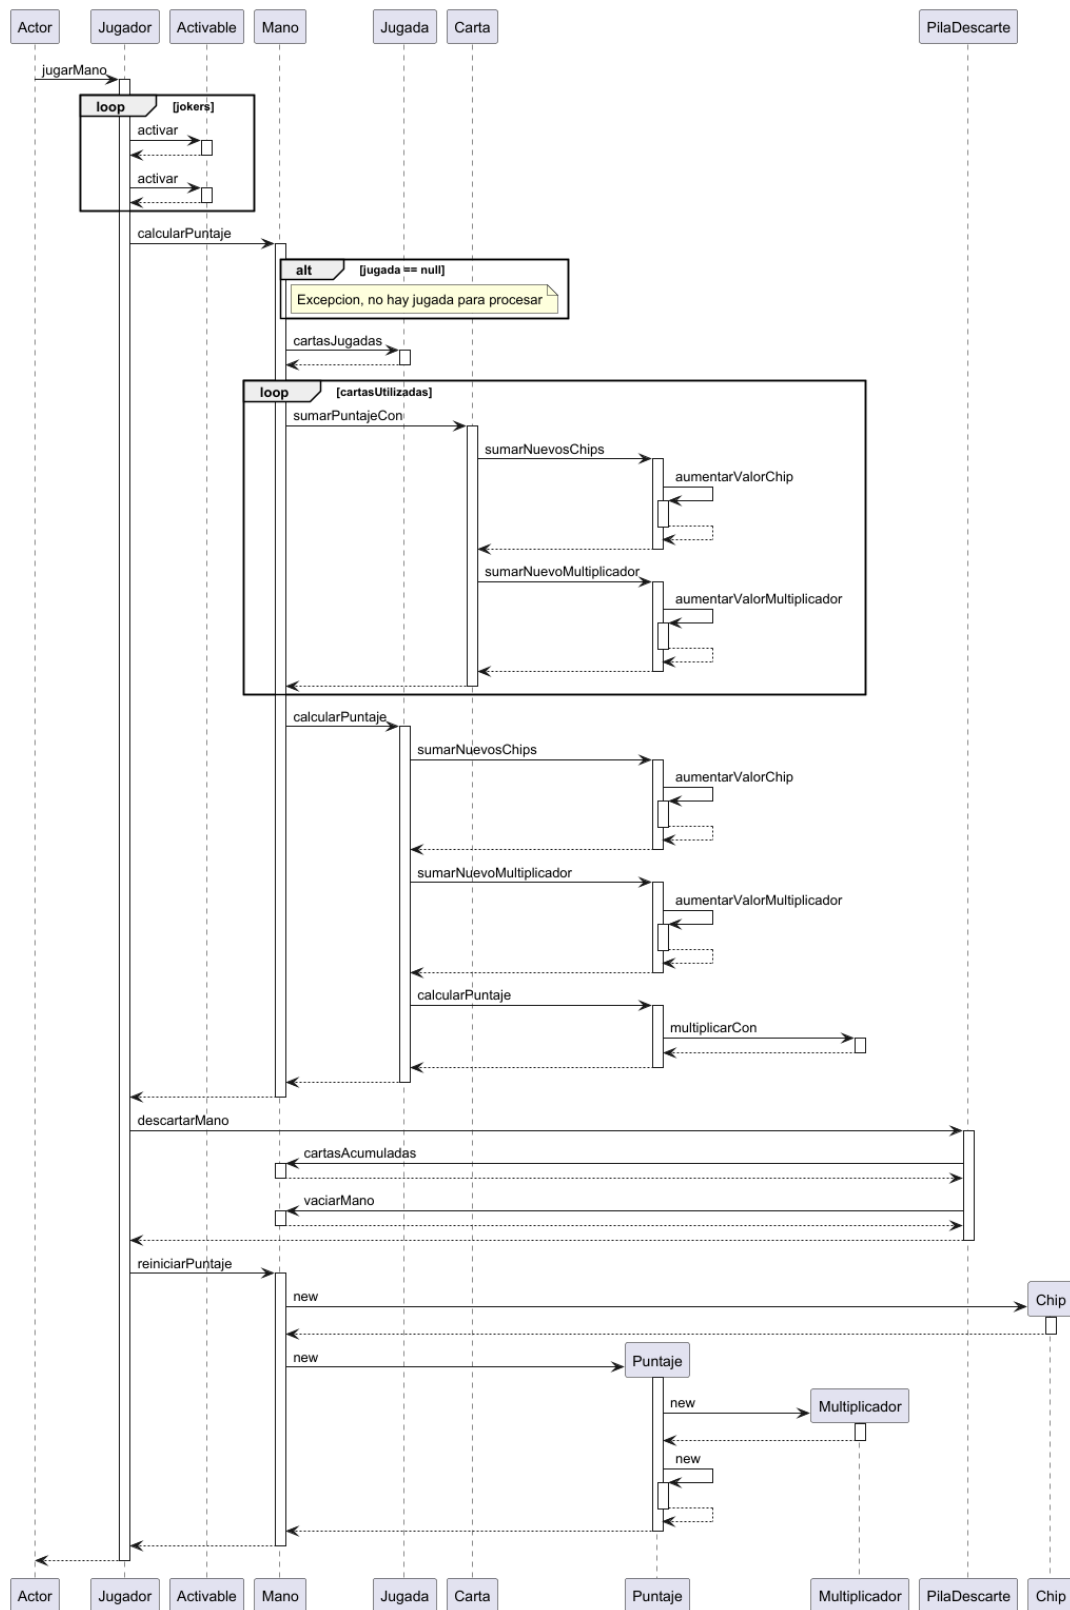 Actor Jugador Activable Mano Jugada Carta PilaDescarte
jugarMano
loop [jokers]
activar
activar
calcularPuntaje
alt [jugada == null]
Excepcion, no hay jugada para procesar
cartasJugadas
loop [cartasUtilizadas]
sumarPuntajeCon
sumarNuevosChips
aumentarValorChip
sumarNuevoMultiplicador
aumentarValorMultiplicador
calcularPuntaje
sumarNuevosChips
aumentarValorChip
sumarNuevoMultiplicador
aumentarValorMultiplicador
calcularPuntaje
multiplicarCon
descartarMano
cartasAcumuladas
vaciarMano
reiniciarPuntaje
new Chip
new Puntaje
new Multiplicador
new
Actor Jugador Activable Mano Jugada Carta Puntaje Multiplicador PilaDescarte Chip